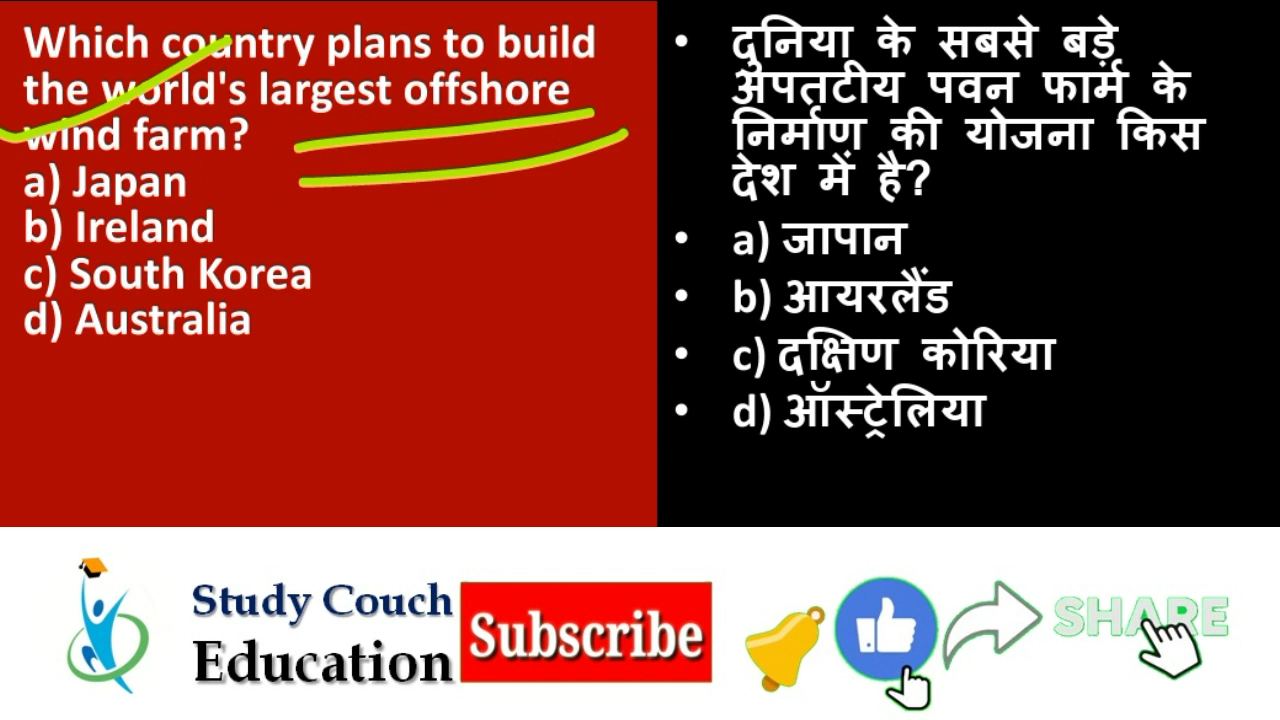 Which country plans to build
the world's largest offshore
wind farm?
a) Japan
b) Ireland
c) South Korea
d) Australia
• दुनिया के सबसे बड़े
अपतटीय पवन फार्म के
निर्माण की योजना किस
देश में है?
• a) जापान
• b) आयरलैंड
• c) दक्षिण कोरिया
• d) ऑस्ट्रेलिया
Study Couch
Education
Subscribe
SHARE